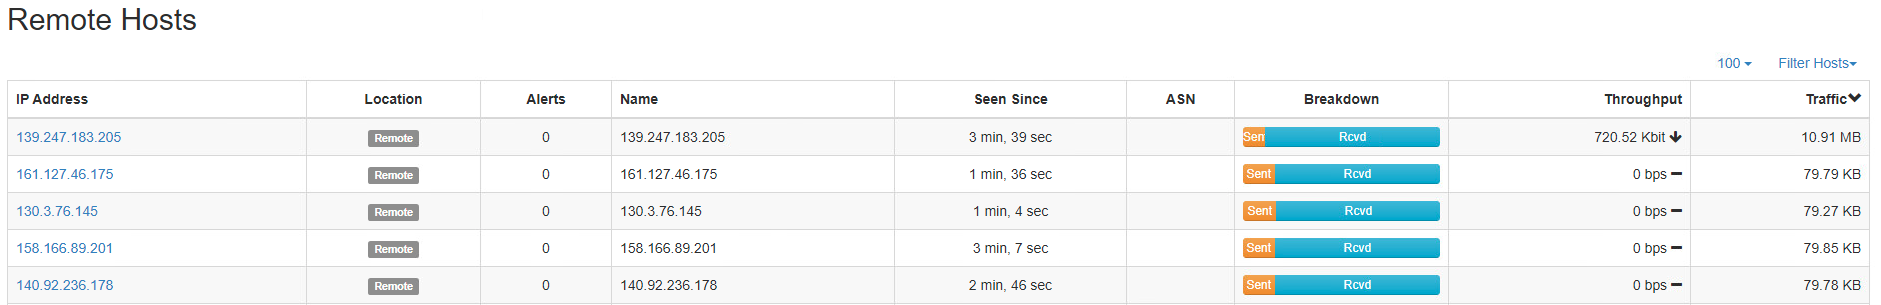 Remote Hosts
100 Filter Hosts
IP Address Location Alerts Name Seen Since ASN Breakdown Throughput Traffic
139.247.183.205 Remote 0 139.247.183.205 3 min, 39 sec Sent Rcvd 720.52 Kbit 10.91 MB
161.127.46.175 Remote 0 161.127.46.175 1 min, 36 sec Sent Rcvd 0 bps 79.79 KB
130.3.76.145 Remote 0 130.3.76.145 1 min, 4 sec Sent Rcvd 0 bps 79.27 KB
158.166.89.201 Remote 0 158.166.89.201 3 min, 7 sec Sent Rcvd 0 bps 79.85 KB
140.92.236.178 Remote 0 140.92.236.178 2 min, 46 sec Sent Rcvd 0 bps 79.78 KB